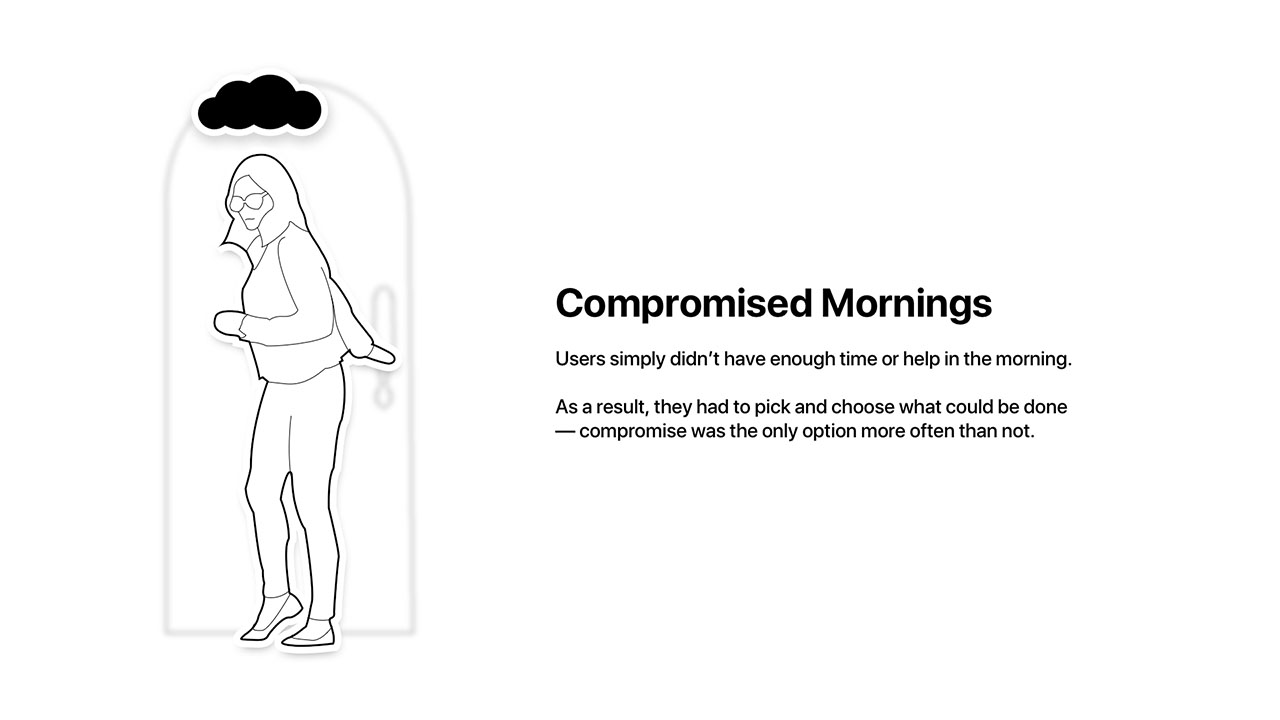 Compromised Mornings
Users simply didn’t have enough time or help in the morning.
As a result, they had to pick and choose what could be done
— compromise was the only option more often than not.